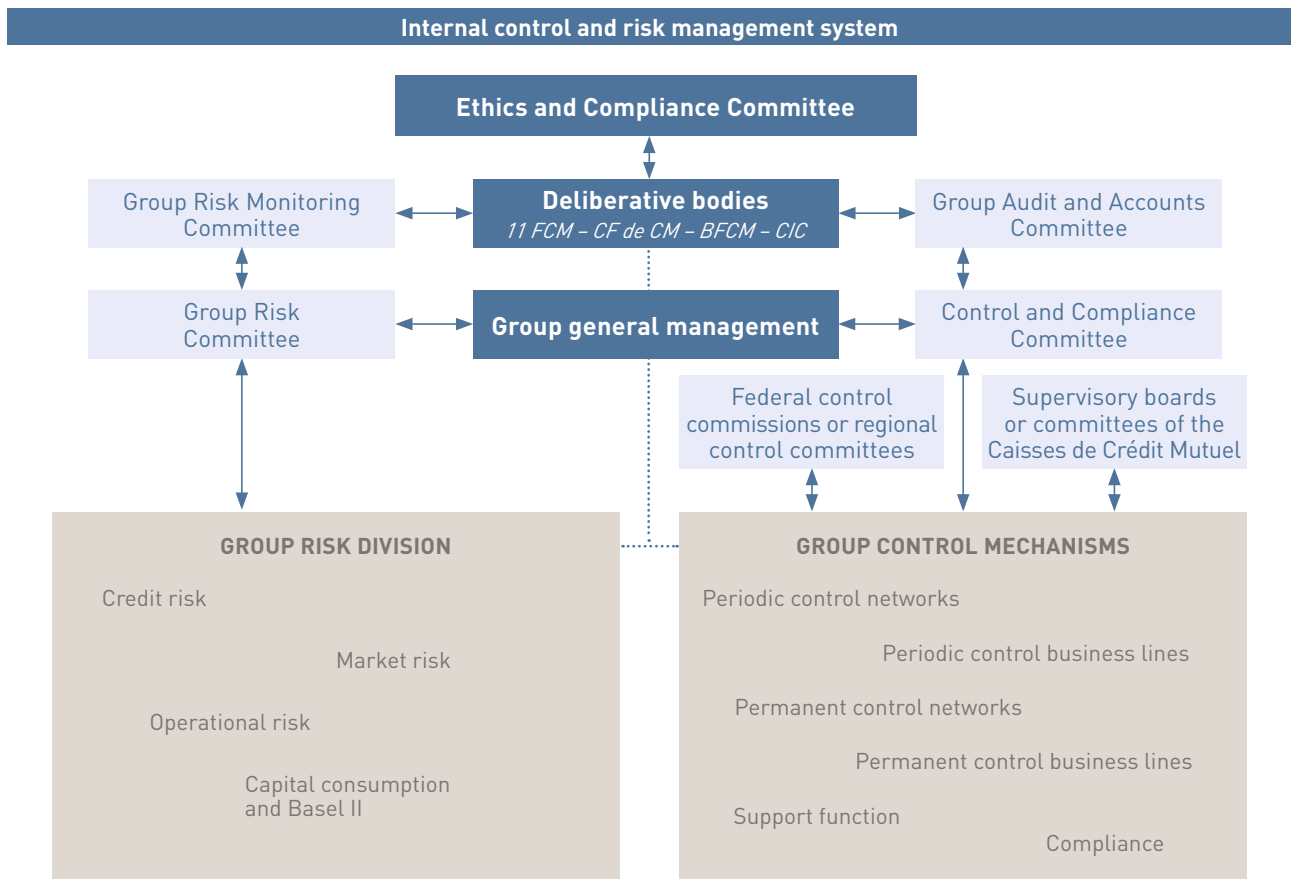 Internal control and risk management system
Ethics and Compliance Committee
Group Risk Monitoring
Committee
Deliberative bodies
11 FCM – CF de CM – BFCM – CIC
Group Audit and Accounts
Committee
Group Risk
Committee
Group general management
Control and Compliance
Committee
Federal control
commissions or regional
control committees
Supervisory boards
or committees of the
Caisses de Crédit Mutuel
GROUP RISK DIVISION
Credit risk
Market risk
Operational risk
Capital consumption
and Basel II
GROUP CONTROL MECHANISMS
Periodic control networks
Periodic control business lines
Permanent control networks
Permanent control business lines
Support function
Compliance